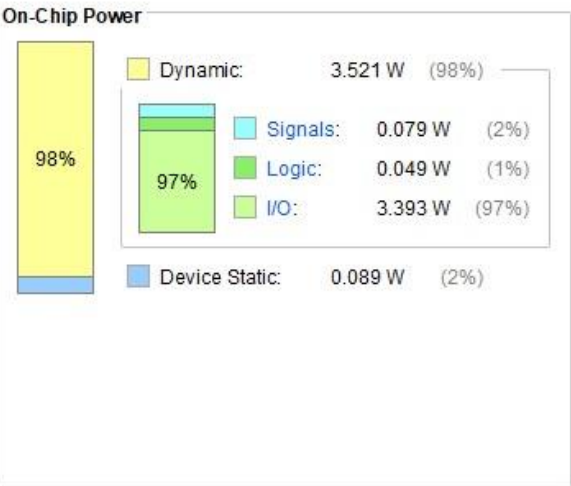 On-Chip Power
Dynamic: 3.521 W (98%)
Signals: 0.079 W (2%)
98%
Logic: 0.049 W (1%)
97%
I/O: 3.393 W (97%)
Device Static: 0.089 W (2%)